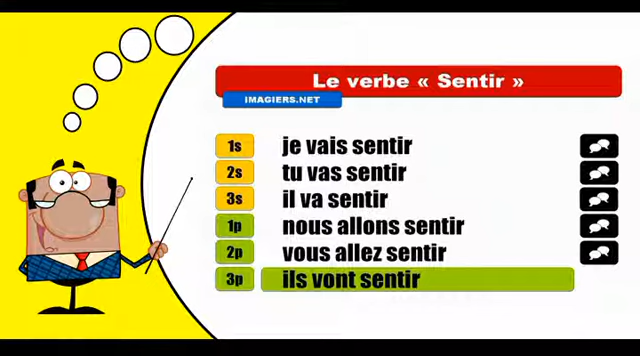 Le verbe « Sentir »
IMAGIERS.NET
1s je vais sentir
2s tu vas sentir
3s il va sentir
1p nous allons sentir
2p vous allez sentir
3p ils vont sentir